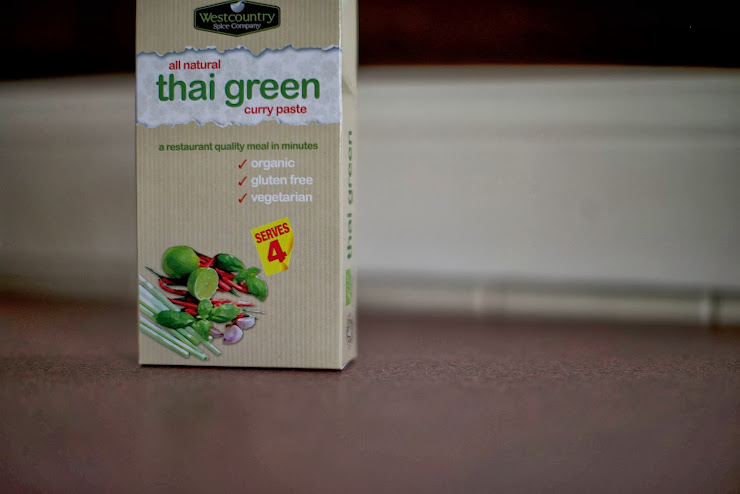 Westcountry
Spice Company
all natural
thai green
curry paste
a restaurant quality meal in minutes
✓ organic
✓ gluten free
✓ vegetarian
SERVES
4
thai green